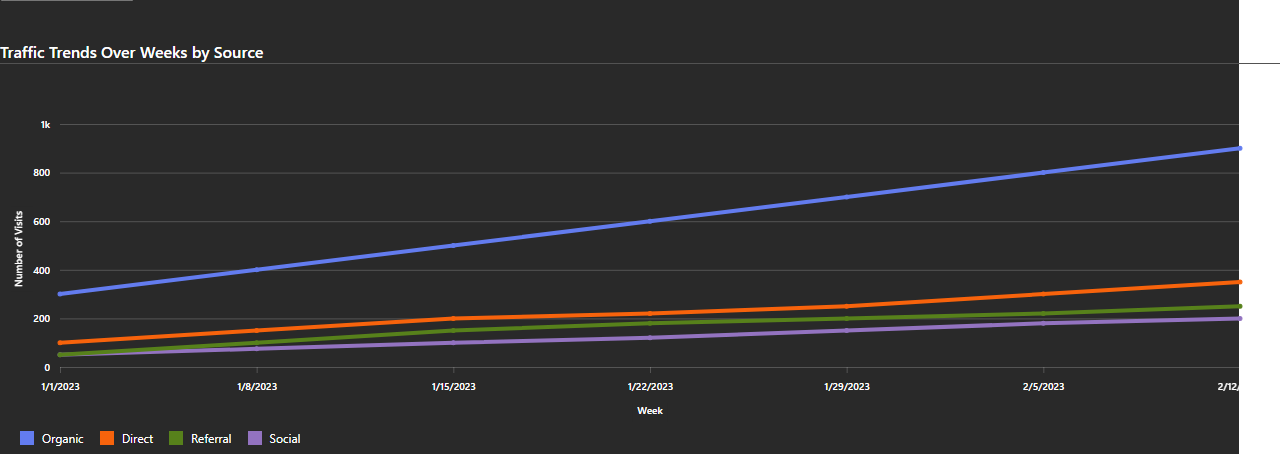 Traffic Trends Over Weeks by Source
1k
800
600
400
200
0
Number of Visits
1/1/2023
1/8/2023
1/15/2023
1/22/2023
1/29/2023
2/5/2023
2/12/
Week
Organic
Direct
Referral
Social